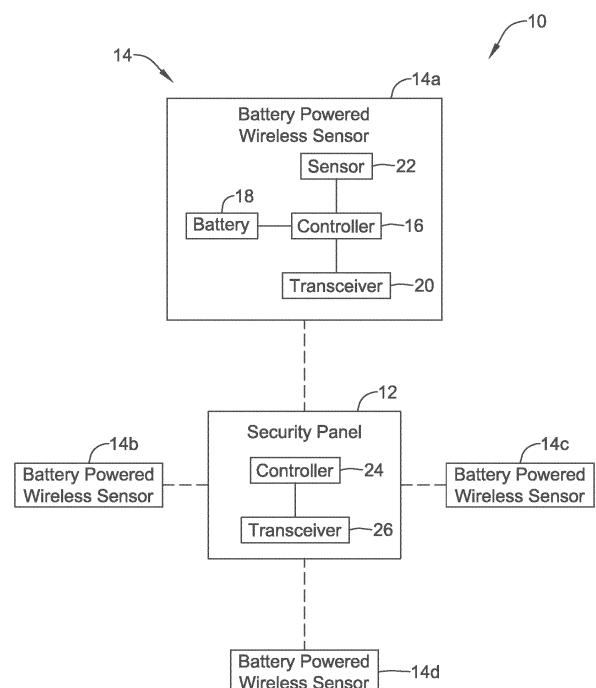 10
14
14a
Battery Powered
Wireless Sensor
Sensor
22
18
Battery
Controller
16
Transceiver
20
12
Security Panel
14b
Battery Powered
Wireless Sensor
Controller
24
14c
Battery Powered
Wireless Sensor
Transceiver
26
Battery Powered
Wireless Sensor
14d